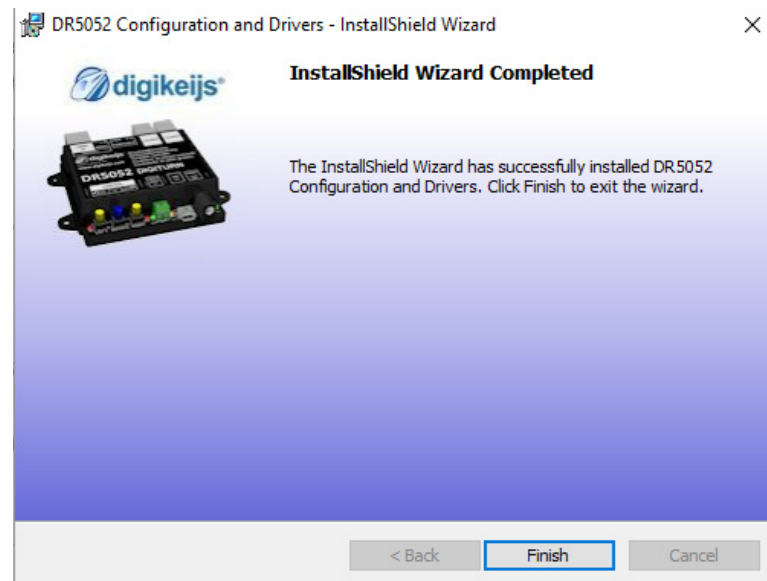 DR5052 Configuration and Drivers - InstallShield Wizard
digikeijs®
InstallShield Wizard Completed
DR5052 DIGITURN
The InstallShield Wizard has successfully installed DR5052
Configuration and Drivers. Click Finish to exit the wizard.
< Back
Finish
Cancel